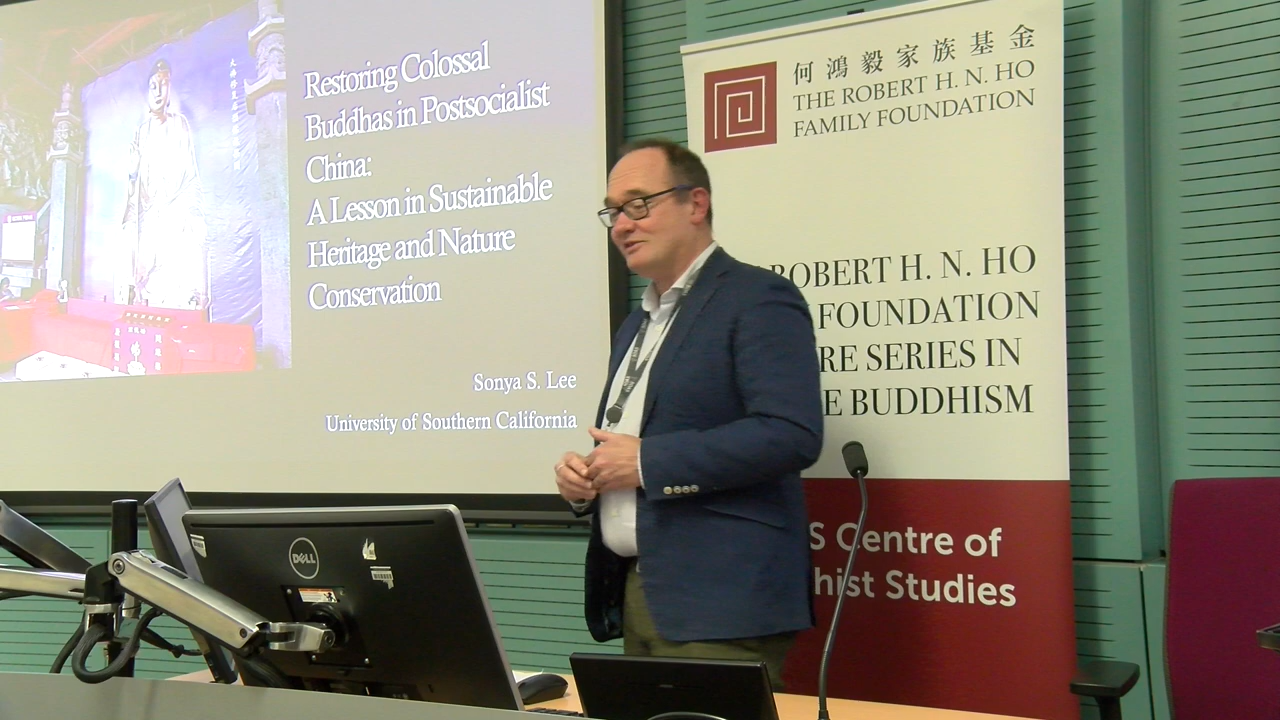 Restoring Colossal
Buddhas in Postsocialist
China:
A Lesson in Sustainable
Heritage and Nature
Conservation
Sonya S. Lee
University of Southern California
何鴻毅家族基金
THE ROBERT H. N. HO
FAMILY FOUNDATION
ROBERT H. N. HO
FOUNDATION
RE SERIES IN
E BUDDHISM
S Centre of
hist Studies
DELL